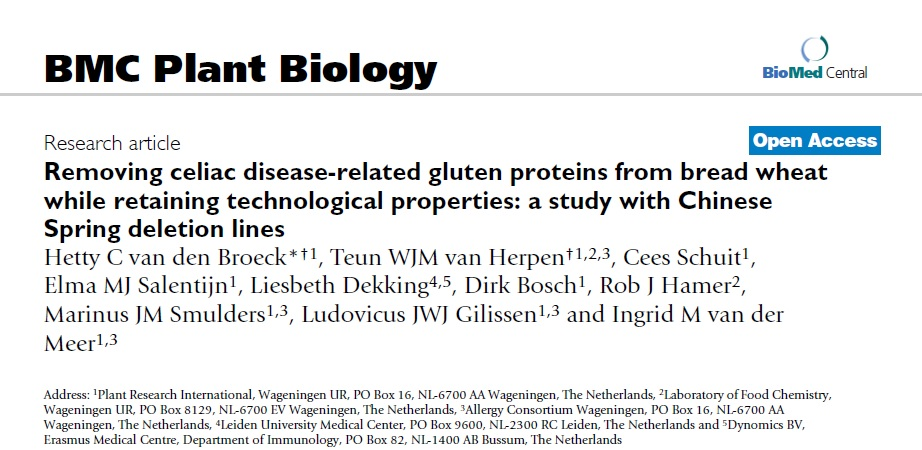 BMC Plant Biology
BioMed Central
Research article
Open Access
Removing celiac disease-related gluten proteins from bread wheat
while retaining technological properties: a study with Chinese
Spring deletion lines
Hetty C van den Broeck*†1, Teun WJM van Herpen†1,2,3, Cees Schuit1,
Elma MJ Salentijn1, Liesbeth Dekking4,5, Dirk Bosch1, Rob J Hamer2,
Marinus JM Smulders1,3, Ludovicus JWJ Gilissen1,3 and Ingrid M van der
Meer1,3
Address: 1Plant Research International, Wageningen UR, PO Box 16, NL-6700 AA Wageningen, The Netherlands, 2Laboratory of Food Chemistry,
Wageningen UR, PO Box 8129, NL-6700 EV Wageningen, The Netherlands, 3Allergy Consortium Wageningen, PO Box 16, NL-6700 AA
Wageningen, The Netherlands, 4Leiden University Medical Center, PO Box 9600, NL-2300 RC Leiden, The Netherlands and 5Dynomics BV,
Erasmus Medical Centre, Department of Immunology, PO Box 82, NL-1400 AB Bussum, The Netherlands